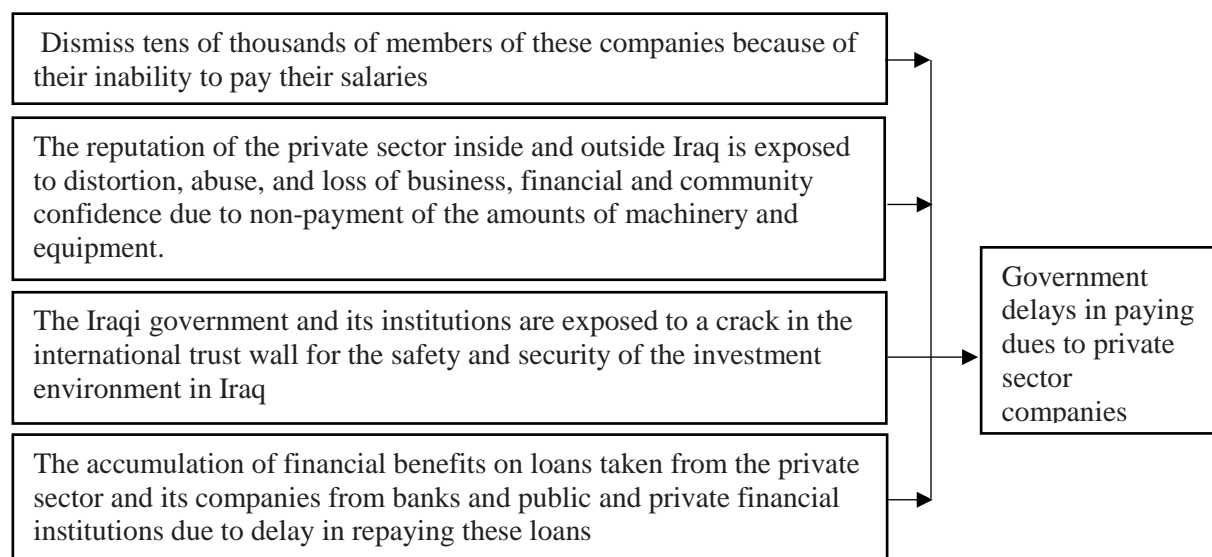 Dismiss tens of thousands of members of these companies because of
their inability to pay their salaries
The reputation of the private sector inside and outside Iraq is exposed
to distortion, abuse, and loss of business, financial and community
confidence due to non-payment of the amounts of machinery and
equipment.
The Iraqi government and its institutions are exposed to a crack in the
international trust wall for the safety and security of the investment
environment in Iraq
The accumulation of financial benefits on loans taken from the private
sector and its companies from banks and public and private financial
institutions due to delay in repaying these loans
Government
delays in paying
dues to private
sector
companies